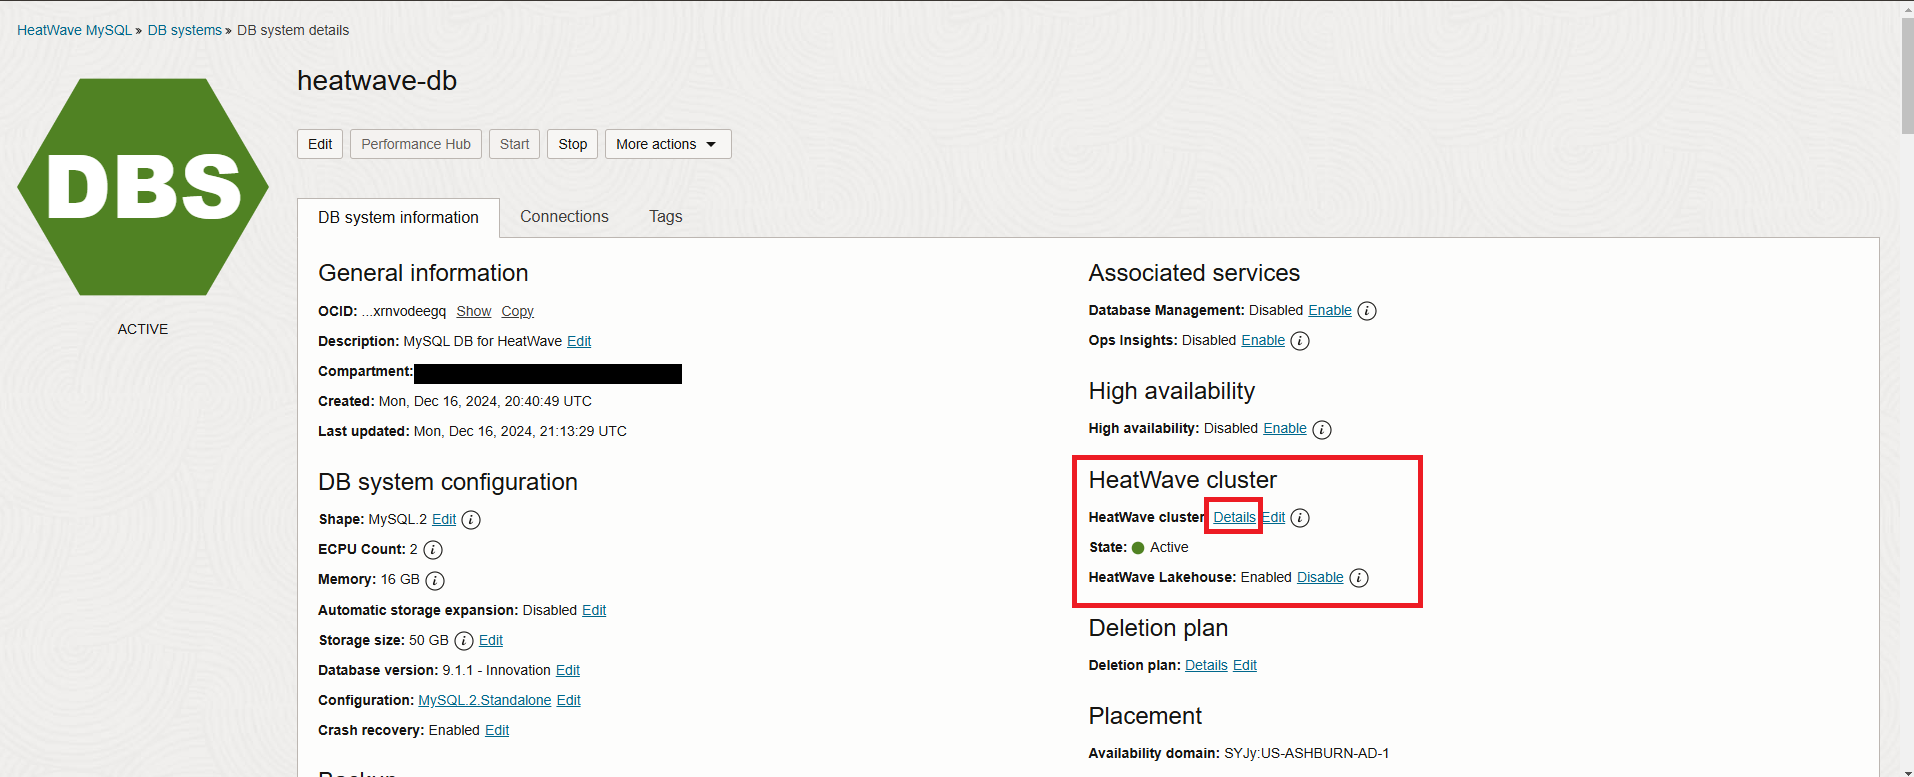 HeatWave MySQL » DB systems » DB system details
heatwave-db
DBS
ACTIVE
Edit Performance Hub Start Stop More actions
DB system information Connections Tags
General information
OCID: ...xrnvodeegq Show Copy
Description: MySQL DB for HeatWave Edit
Compartment:
Created: Mon, Dec 16, 2024, 20:40:49 UTC
Last updated: Mon, Dec 16, 2024, 21:13:29 UTC
DB system configuration
Shape: MySQL.2 Edit i
ECPU Count: 2 i
Memory: 16 GB i
Automatic storage expansion: Disabled Edit
Storage size: 50 GB i Edit
Database version: 9.1.1 - Innovation Edit
Configuration: MySQL.2.Standalone Edit
Crash recovery: Enabled Edit
Backup
Associated services
Database Management: Disabled Enable i
Ops Insights: Disabled Enable i
High availability
High availability: Disabled Enable i
HeatWave cluster
HeatWave cluster Details Edit i
State: Active
HeatWave Lakehouse: Enabled Disable i
Deletion plan
Deletion plan: Details Edit
Placement
Availability domain: SYJy:US-ASHBURN-AD-1